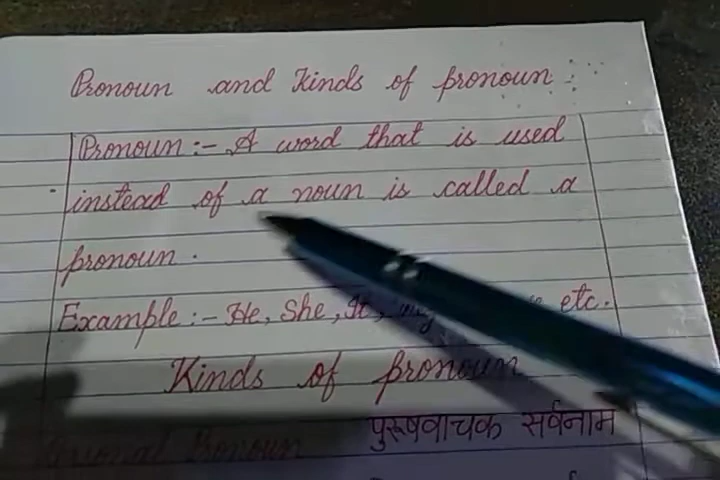 Pronoun and Kinds of pronoun :
Pronoun :- A word that is used
instead of a noun is called a
pronoun .
Example :- He, She, It, etc.
Kinds of pronoun
Pronoun पुरूषवाचक सर्वनाम